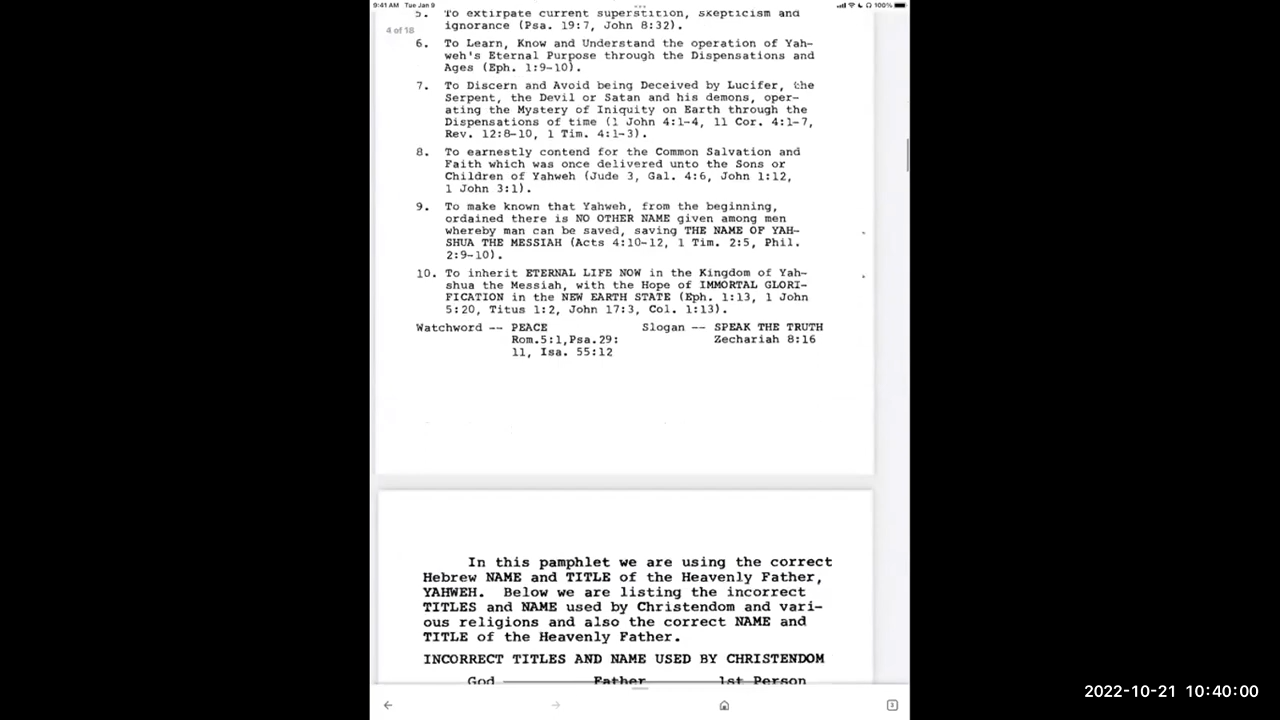 9:41 AM Tue Jan 9
100%
4 of 18
5. To extirpate current superstition, skepticism and
ignorance (Psa. 19:7, John 8:32).
6. To Learn, Know and Understand the operation of Yah-
weh's Eternal Purpose through the Dispensations and
Ages (Eph. 1:9-10).
7. To Discern and Avoid being Deceived by Lucifer, the
Serpent, the Devil or Satan and his demons, oper-
ating the Mystery of Iniquity on Earth through the
Dispensations of time (1 John 4:1-4, 11 Cor. 4:1-7,
Rev. 12:8-10, 1 Tim. 4:1-3).
8. To earnestly contend for the Common Salvation and
Faith which was once delivered unto the Sons or
Children of Yahweh (Jude 3, Gal. 4:6, John 1:12,
1 John 3:1).
9. To make known that Yahweh, from the beginning,
ordained there is NO OTHER NAME given among men
whereby man can be saved, saving THE NAME OF YAH-
SHUA THE MESSIAH (Acts 4:10-12, 1 Tim. 2:5, Phil.
2:9-10).
10. To inherit ETERNAL LIFE NOW in the Kingdom of Yah-
shua the Messiah, with the Hope of IMMORTAL GLORI-
FICATION in the NEW EARTH STATE (Eph. 1:13, 1 John
5:20, Titus 1:2, John 17:3, Col. 1:13).
Watchword -- PEACE Slogan -- SPEAK THE TRUTH
Rom.5:1,Psa.29: Zechariah 8:16
11, Isa. 55:12
In this pamphlet we are using the correct
Hebrew NAME and TITLE of the Heavenly Father,
YAHWEH. Below we are listing the incorrect
TITLES and NAME used by Christendom and vari-
ous religions and also the correct NAME and
TITLE of the Heavenly Father.
INCORRECT TITLES AND NAME USED BY CHRISTENDOM
God Father 1st Person
3
2022-10-21 10:40:00